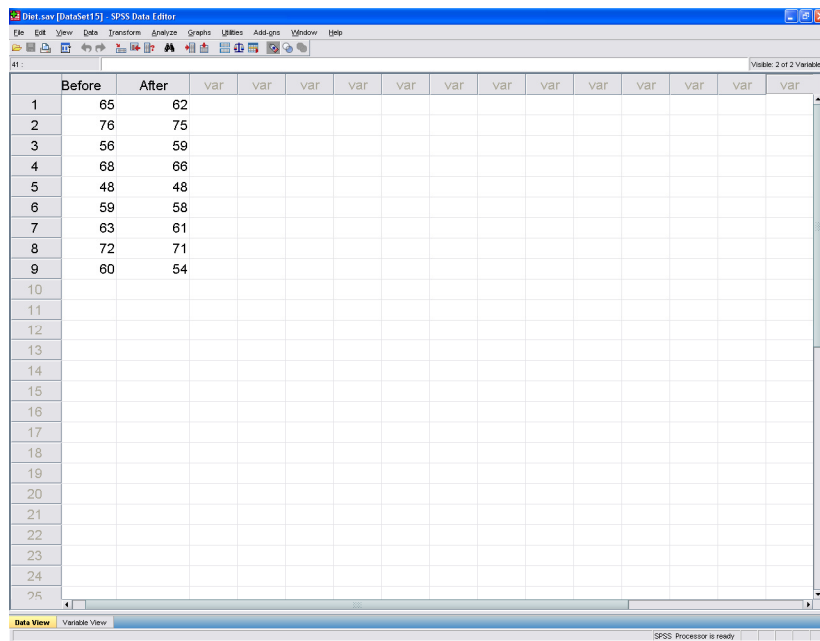 Diet.sav [DataSet15] - SPSS Data Editor
File Edit View Data Transform Analyze Graphs Utilities Add-ons Window Help
41 :
Visible: 2 of 2 Variable
Before After var var var var var var var var var var var var var
1 65 62
2 76 75
3 56 59
4 68 66
5 48 48
6 59 58
7 63 61
8 72 71
9 60 54
10
11
12
13
14
15
16
17
18
19
20
21
22
23
24
25
Data View Variable View
SPSS Processor is ready